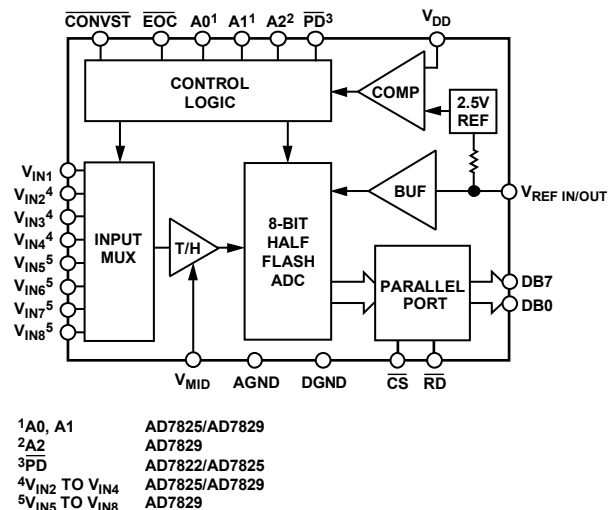 CONVST EOC A0¹ A1¹ A2² PD³ VDD
CONTROL
LOGIC
COMP
2.5V
REF
BUF
VREF IN/OUT
VIN1
VIN2⁴
VIN3⁴
VIN4⁴
VIN5⁵
VIN6⁵
VIN7⁵
VIN8⁵
INPUT
MUX
T/H
8-BIT
HALF
FLASH
ADC
PARALLEL
PORT
DB7
DB0
VMID AGND DGND CS RD
¹A0, A1 AD7825/AD7829
²A2 AD7829
³PD AD7822/AD7825
⁴VIN2 TO VIN4 AD7825/AD7829
⁵VIN5 TO VIN8 AD7829